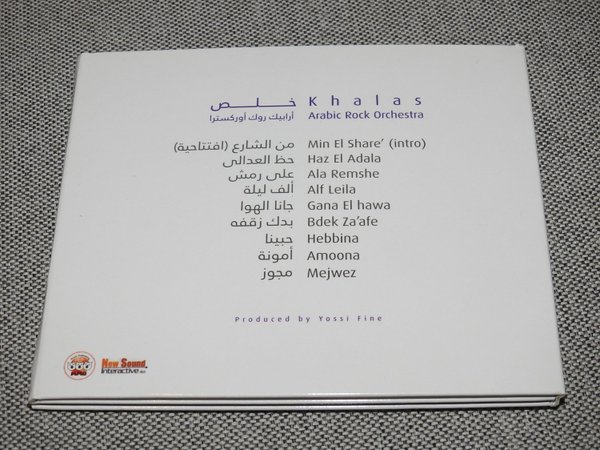 خلص Khalas
أرابيك روك أوركسترا Arabic Rock Orchestra
من الشارع (افتتاحية) Min El Share' (intro)
حظ العدالى Haz El Adala
على رمش Ala Remshe
ألف ليلة Alf Leila
جانا الهوا Gana El hawa
بدك زقفه Bdek Za'afe
حبينا Hebbina
أمونة Amoona
مجوز Mejwez
Produced by Yossi Fine
New Sound
Interactive